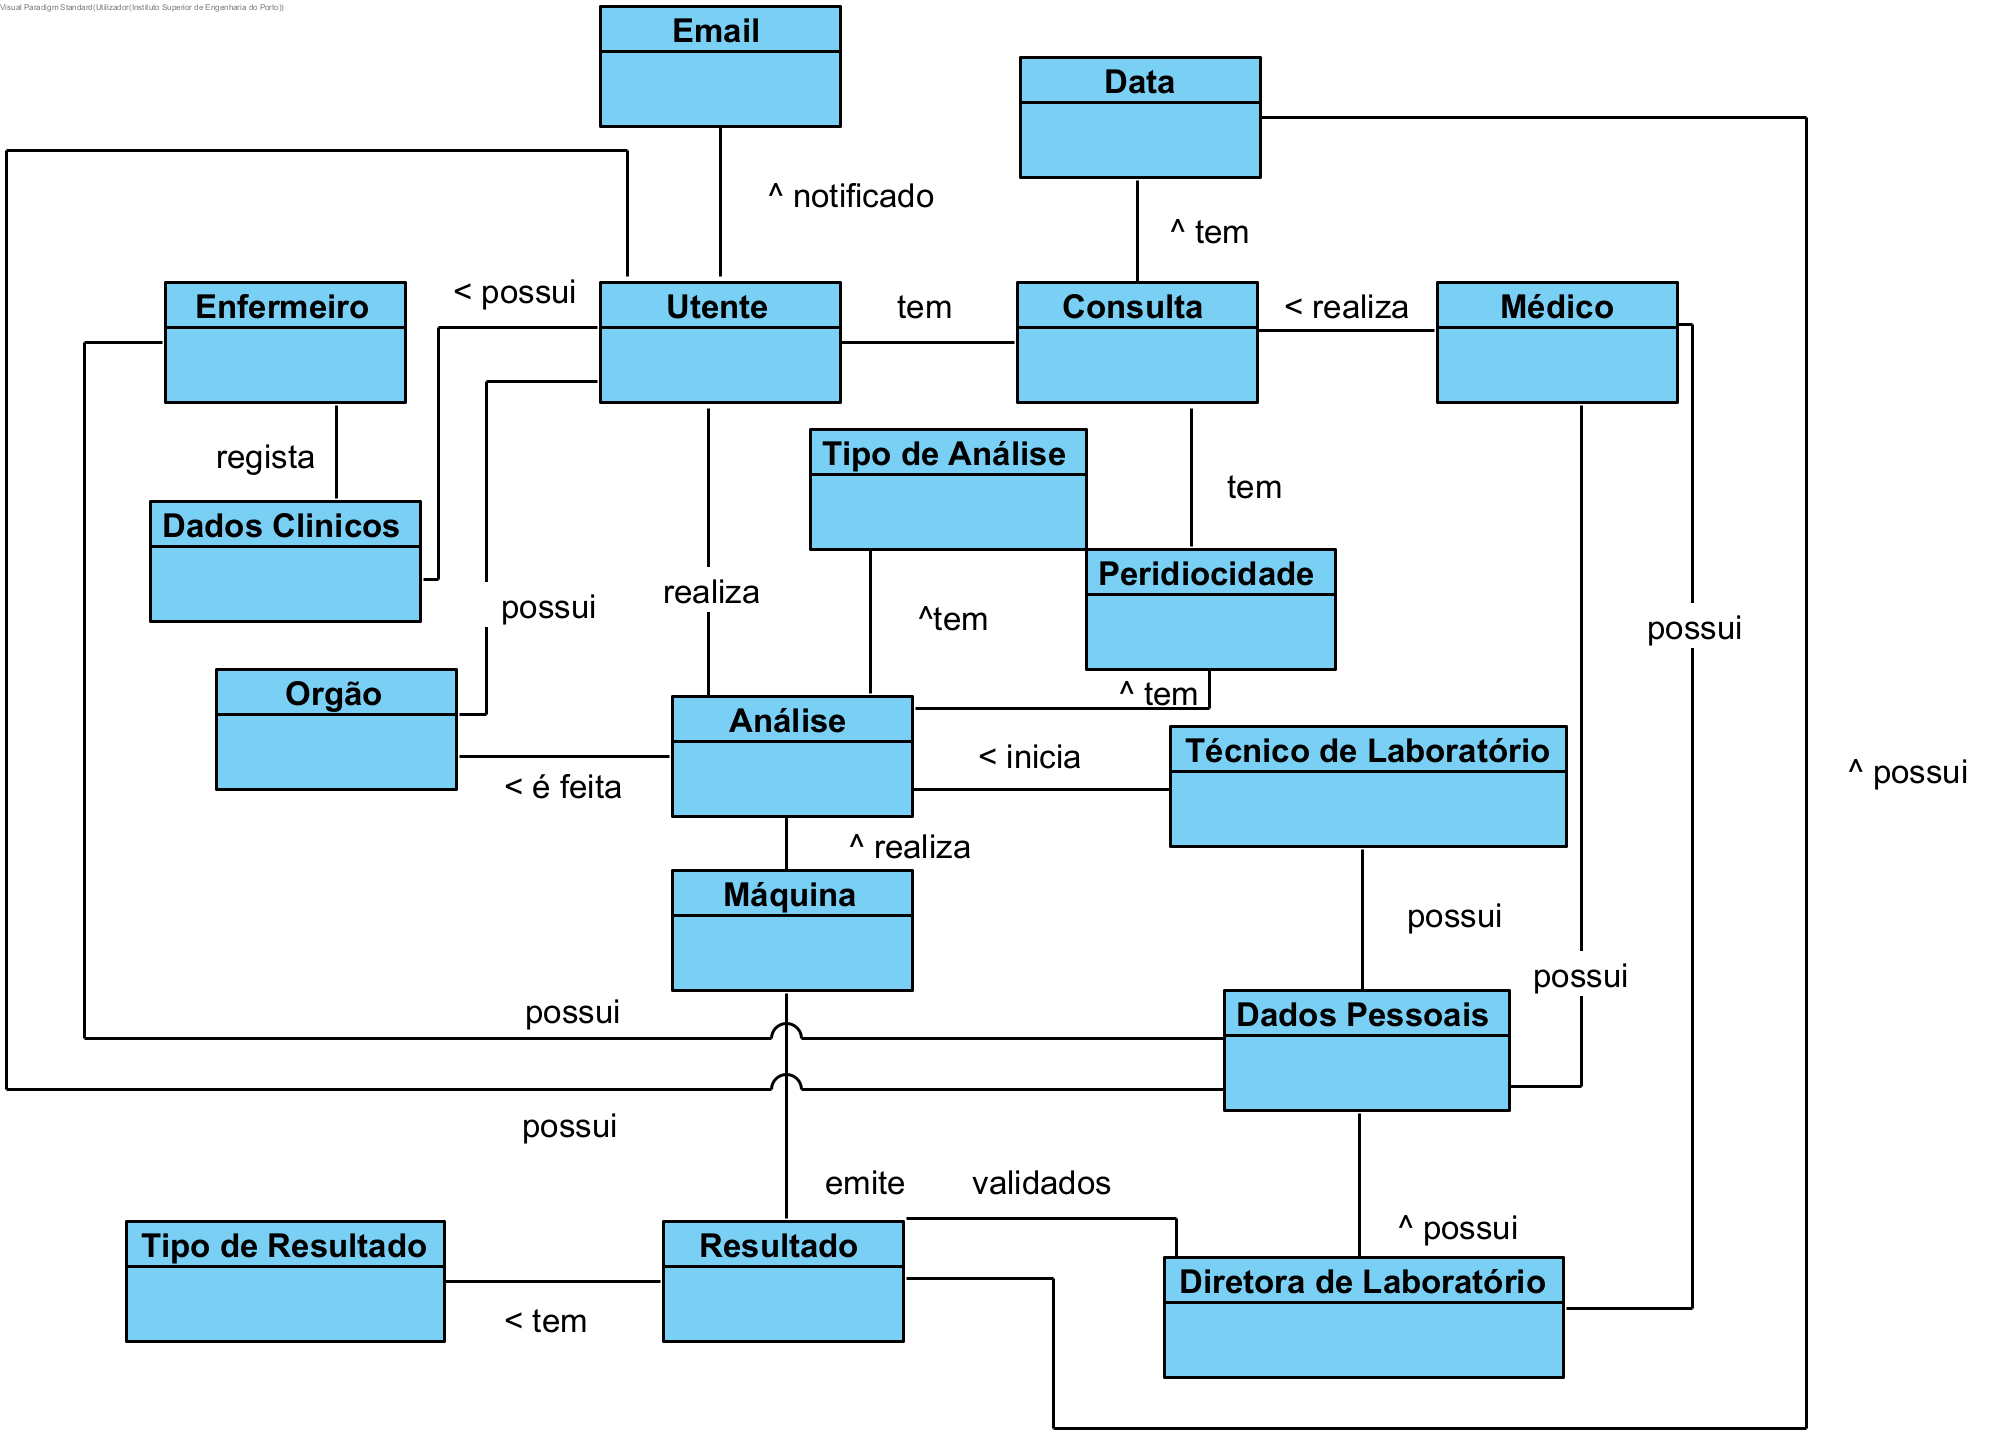 Visual Paradigm Standard(Utilizador(Instituto Superior de Engenharia do Porto))
Email
Data
^ notificado
^ tem
Enfermeiro
< possui
Utente
tem
Consulta
< realiza
Médico
regista
Tipo de Análise
tem
Dados Clinicos
Peridiocidade
possui
realiza
^tem
possui
Orgão
^ tem
Análise
< inicia
Técnico de Laboratório
^ possui
< é feita
^ realiza
Máquina
possui
possui
possui
Dados Pessoais
possui
emite
validados
^ possui
Tipo de Resultado
Resultado
Diretora de Laboratório
< tem